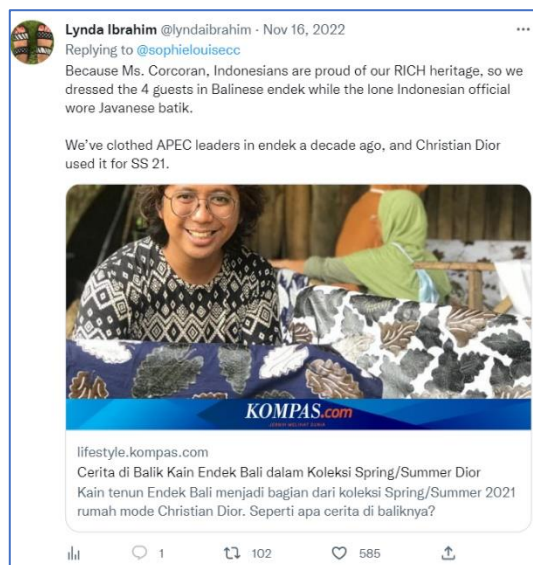 Lynda Ibrahim @lyndaibrahim · Nov 16, 2022
Replying to @sophielouisecc
Because Ms. Corcoran, Indonesians are proud of our RICH heritage, so we
dressed the 4 guests in Balinese endek while the lone Indonesian official
wore Javanese batik.
We've clothed APEC leaders in endek a decade ago, and Christian Dior
used it for SS 21.
KOMPAS.com
JERNIH MELIHAT DUNIA
lifestyle.kompas.com
Cerita di Balik Kain Endek Bali dalam Koleksi Spring/Summer Dior
Kain tenun Endek Bali menjadi bagian dari koleksi Spring/Summer 2021
rumah mode Christian Dior. Seperti apa cerita di baliknya?
1 102 585